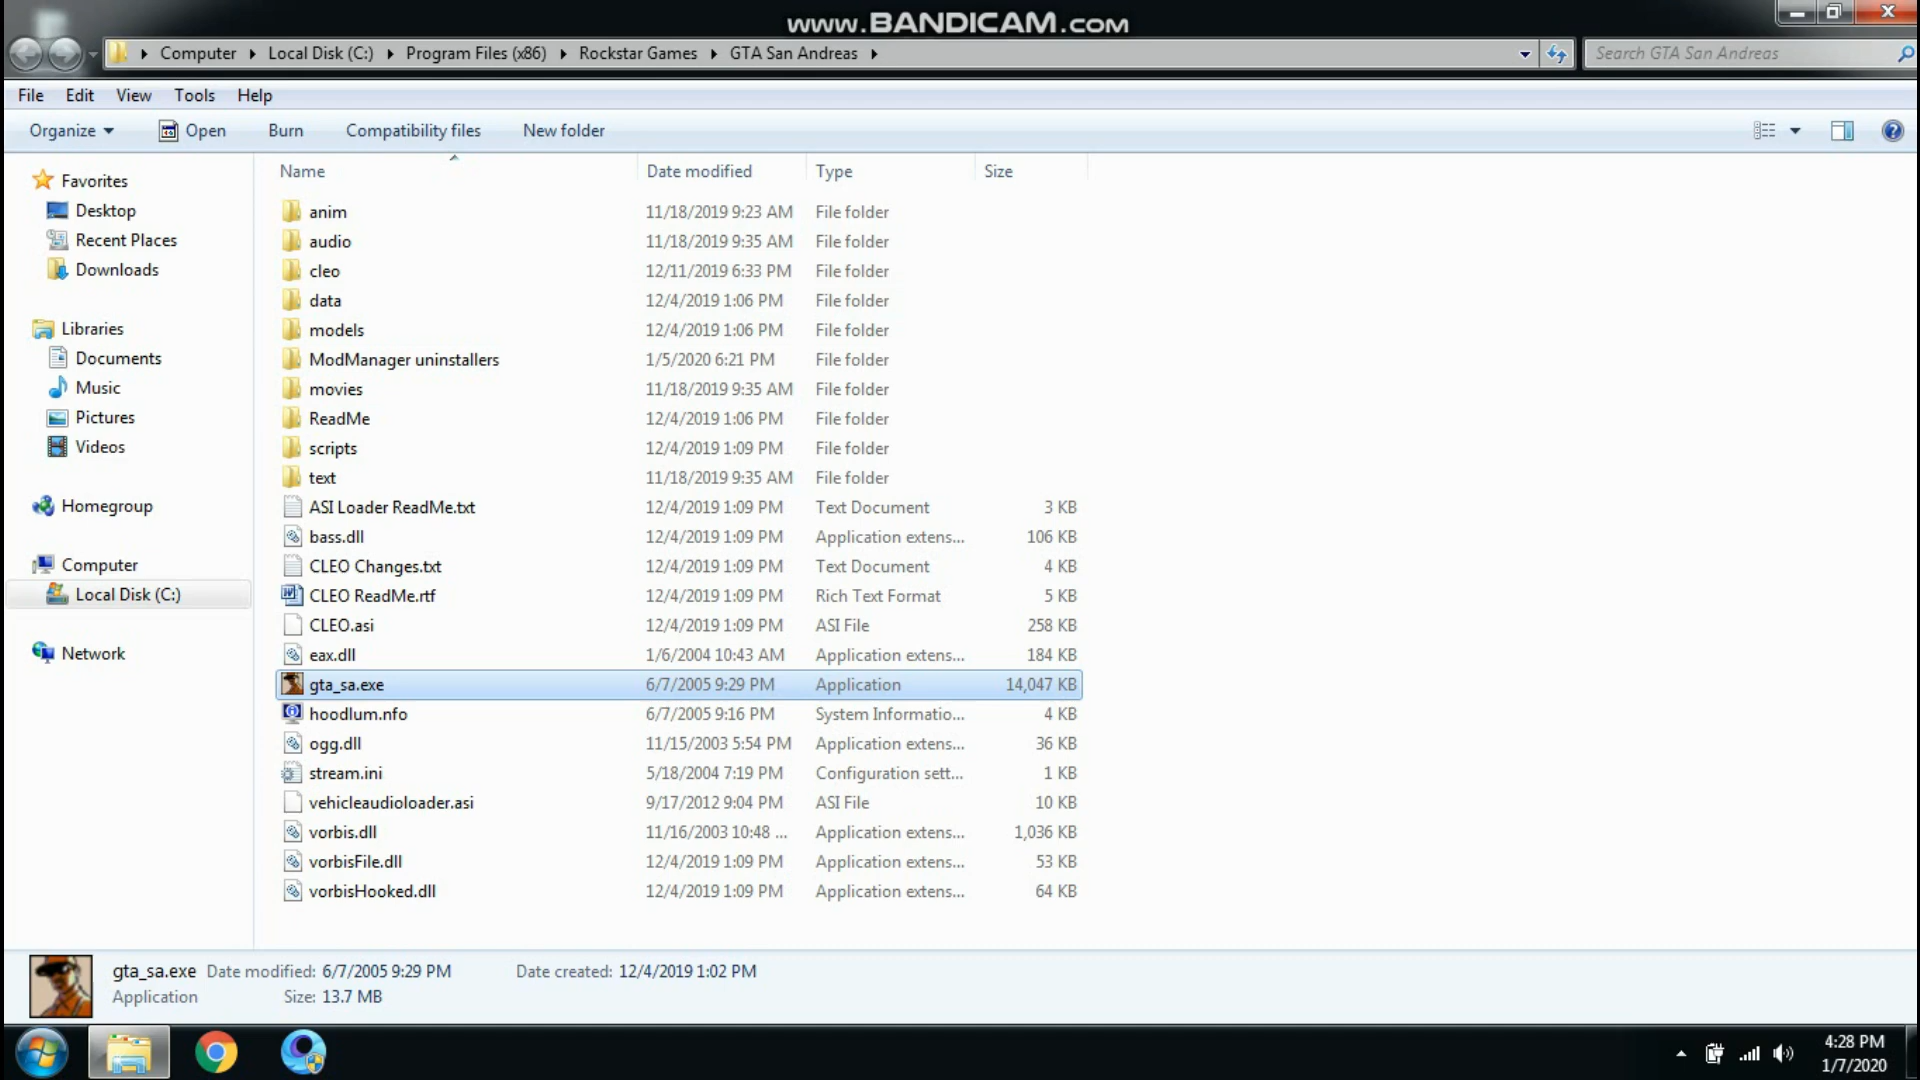 www.BANDICAM.com
Computer Local Disk (C:) Program Files (x86) Rockstar Games GTA San Andreas
Search GTA San Andreas
File Edit View Tools Help
Organize Open Burn Compatibility files New folder
Name Date modified Type Size
Favorites
Desktop
Recent Places
Downloads
Libraries
Documents
Music
Pictures
Videos
Homegroup
Computer
Local Disk (C:)
Network
anim 11/18/2019 9:23 AM File folder
audio 11/18/2019 9:35 AM File folder
cleo 12/11/2019 6:33 PM File folder
data 12/4/2019 1:06 PM File folder
models 12/4/2019 1:06 PM File folder
ModManager uninstallers 1/5/2020 6:21 PM File folder
movies 11/18/2019 9:35 AM File folder
ReadMe 12/4/2019 1:06 PM File folder
scripts 12/4/2019 1:09 PM File folder
text 11/18/2019 9:35 AM File folder
ASI Loader ReadMe.txt 12/4/2019 1:09 PM Text Document 3 KB
bass.dll 12/4/2019 1:09 PM Application extens... 106 KB
CLEO Changes.txt 12/4/2019 1:09 PM Text Document 4 KB
CLEO ReadMe.rtf 12/4/2019 1:09 PM Rich Text Format 5 KB
CLEO.asi 12/4/2019 1:09 PM ASI File 258 KB
eax.dll 1/6/2004 10:43 AM Application extens... 184 KB
gta_sa.exe 6/7/2005 9:29 PM Application 14,047 KB
hoodlum.nfo 6/7/2005 9:16 PM System Informatio... 4 KB
ogg.dll 11/15/2003 5:54 PM Application extens... 36 KB
stream.ini 5/18/2004 7:19 PM Configuration sett... 1 KB
vehicleaudioloader.asi 9/17/2012 9:04 PM ASI File 10 KB
vorbis.dll 11/16/2003 10:48 ... Application extens... 1,036 KB
vorbisFile.dll 12/4/2019 1:09 PM Application extens... 53 KB
vorbisHooked.dll 12/4/2019 1:09 PM Application extens... 64 KB
gta_sa.exe Date modified: 6/7/2005 9:29 PM Date created: 12/4/2019 1:02 PM
Application Size: 13.7 MB
4:28 PM
1/7/2020